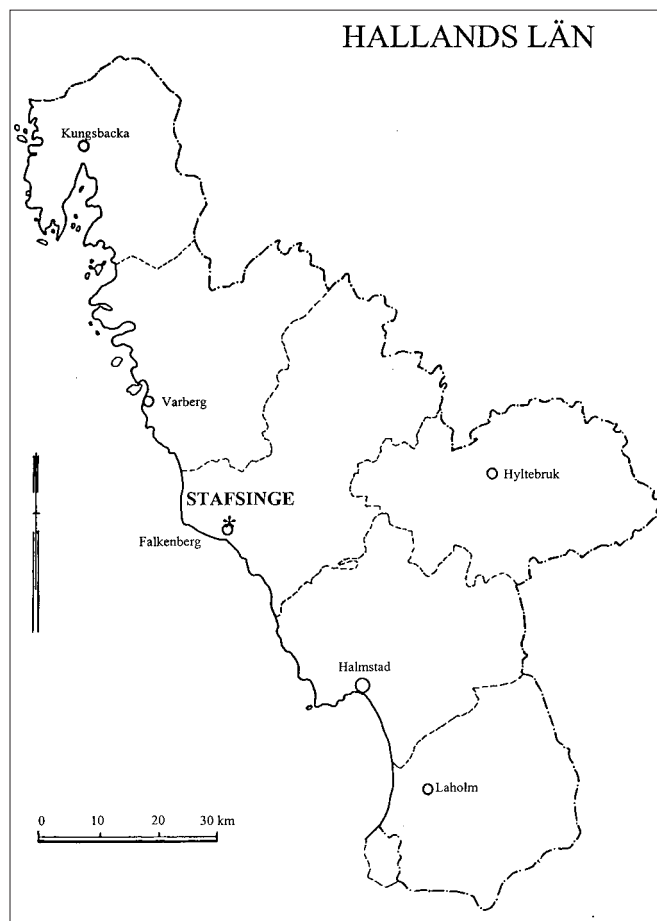 HALLANDS LÄN
Kungsbacka
Varberg
Hyltebruk
STAFSINGE
*
Falkenberg
Halmstad
Laholm
0 10 20 30 km